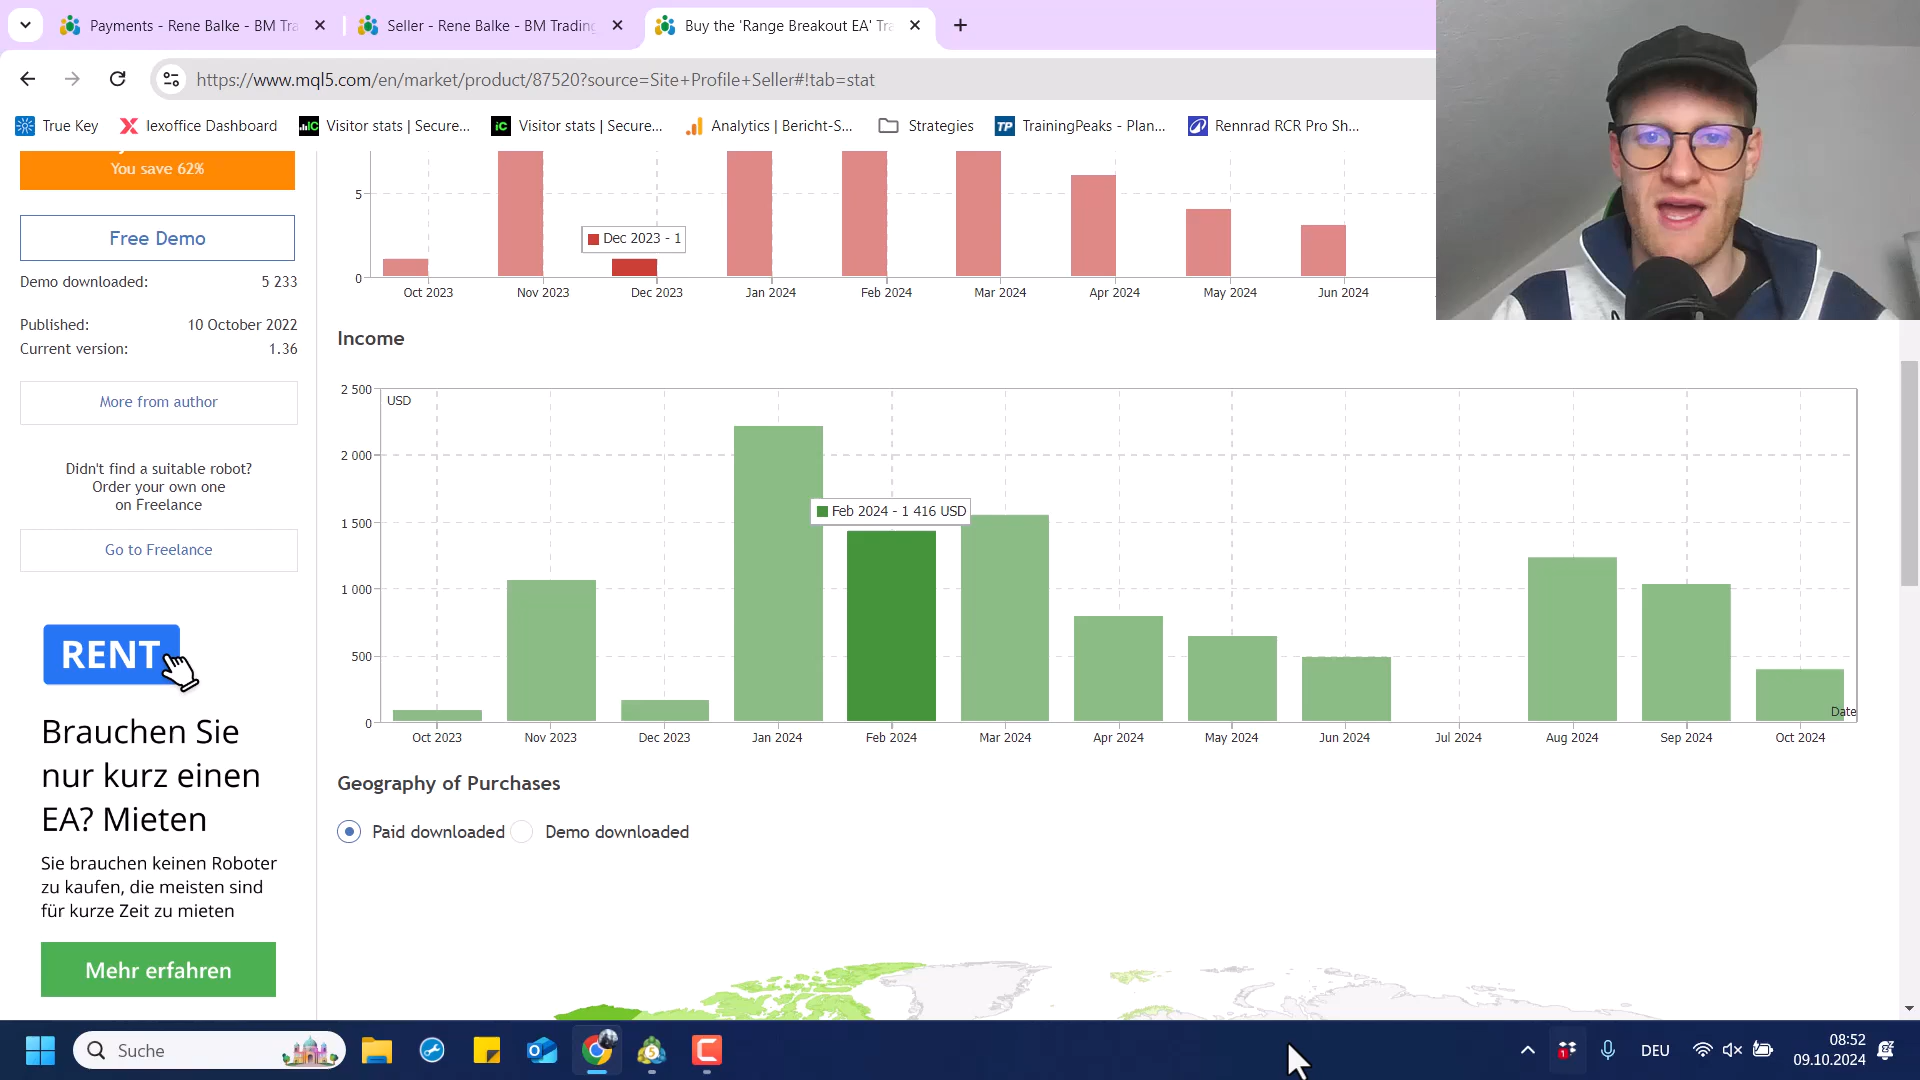 Payments - Rene Balke - BM Tra
Seller - Rene Balke - BM Trading
Buy the 'Range Breakout EA' Tra
https://www.mql5.com/en/market/product/87520?source=Site+Profile+Seller#!tab=stat
True Key
lexoffice Dashboard
Visitor stats | Secure...
Visitor stats | Secure...
Analytics | Bericht-S...
Strategies
TrainingPeaks - Plan...
Rennrad RCR Pro Sh...
You save 62%
Free Demo
Demo downloaded: 5 233
Published: 10 October 2022
Current version: 1.36
More from author
Didn't find a suitable robot?
Order your own one
on Freelance
Go to Freelance
RENT
Brauchen Sie
nur kurz einen
EA? Mieten
Sie brauchen keinen Roboter
zu kaufen, die meisten sind
für kurze Zeit zu mieten
Mehr erfahren
5
0
Dec 2023 - 1
Oct 2023 Nov 2023 Dec 2023 Jan 2024 Feb 2024 Mar 2024 Apr 2024 May 2024 Jun 2024
Income
USD
2 500
2 000
1 500
1 000
500
0
Feb 2024 - 1 416 USD
Date
Oct 2023 Nov 2023 Dec 2023 Jan 2024 Feb 2024 Mar 2024 Apr 2024 May 2024 Jun 2024 Jul 2024 Aug 2024 Sep 2024 Oct 2024
Geography of Purchases
Paid downloaded Demo downloaded
Suche
DEU
08:52
09.10.2024